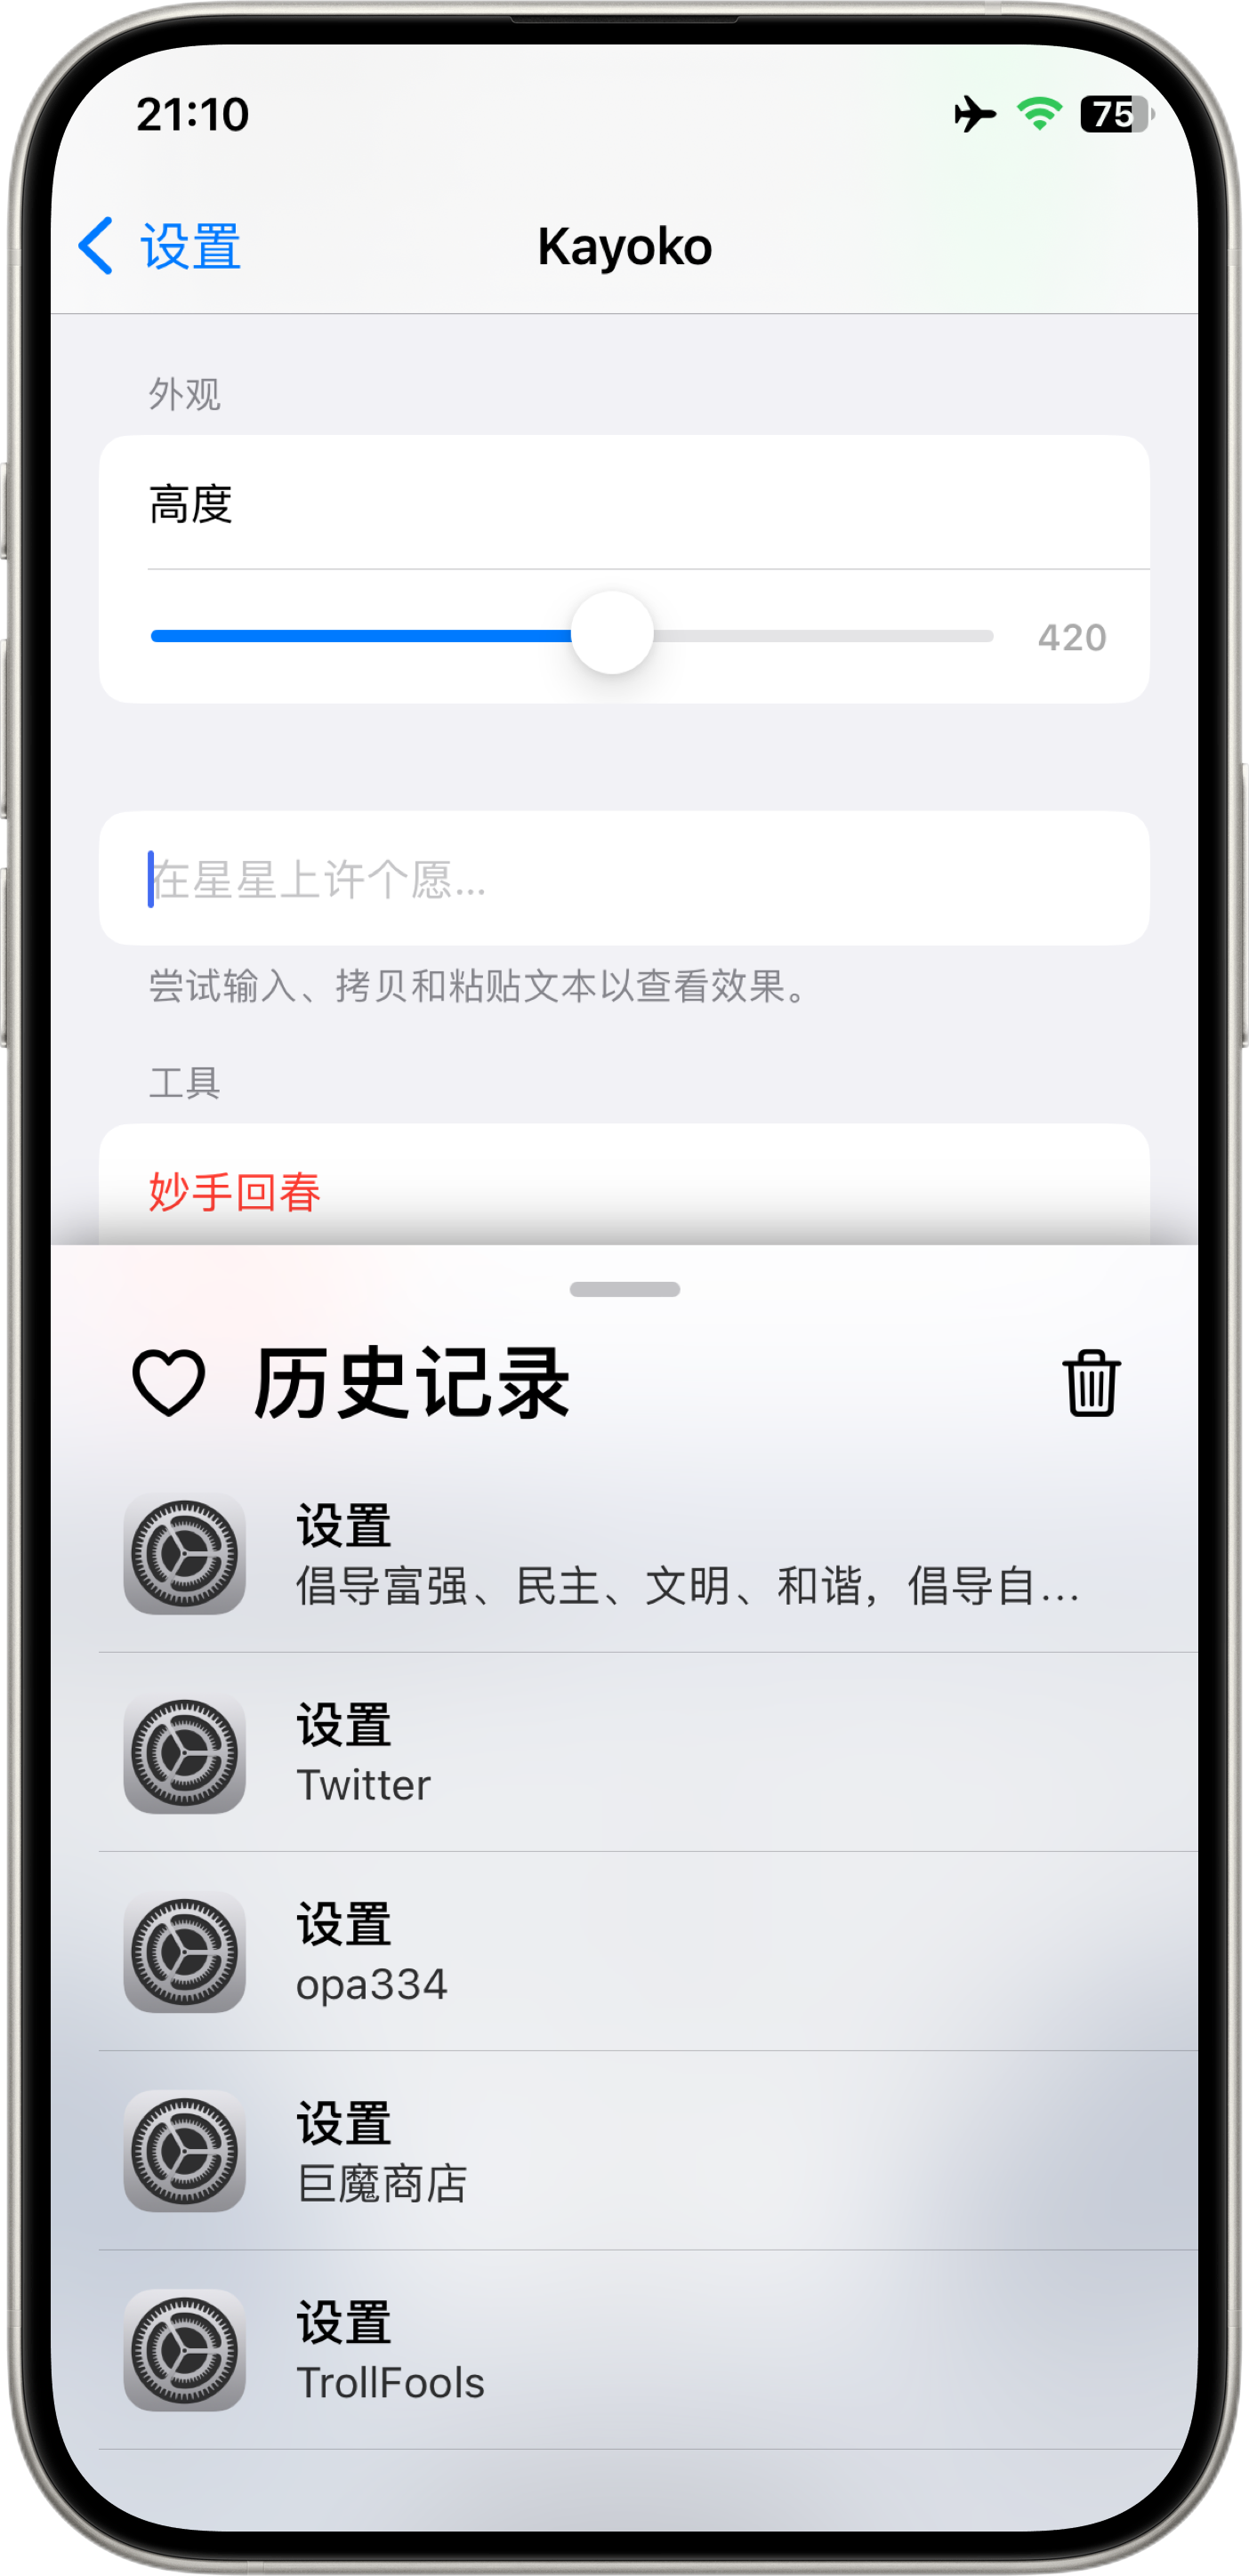 21:10
75
设置
Kayoko
外观
高度
420
在星星上许个愿...
尝试输入、拷贝和粘贴文本以查看效果。
工具
妙手回春
历史记录
设置
倡导富强、民主、文明、和谐，倡导自...
设置
Twitter
设置
opa334
设置
巨魔商店
设置
TrollFools